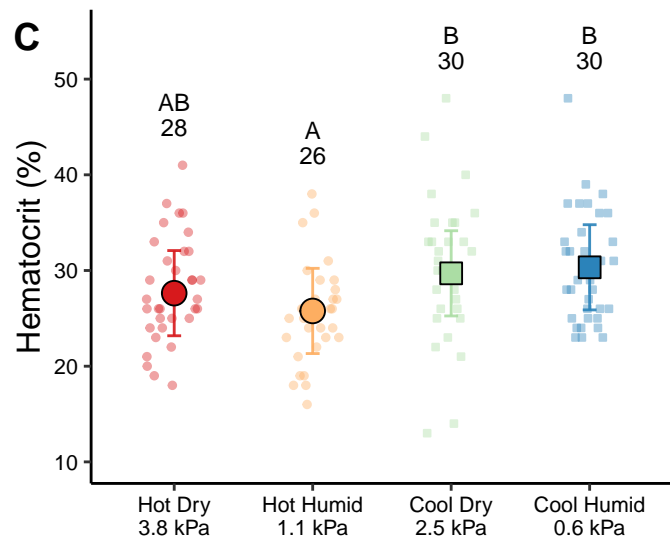 C
Hematocrit (%)
50
40
30
20
10
AB
28
A
26
B
30
B
30
Hot Dry
3.8 kPa
Hot Humid
1.1 kPa
Cool Dry
2.5 kPa
Cool Humid
0.6 kPa